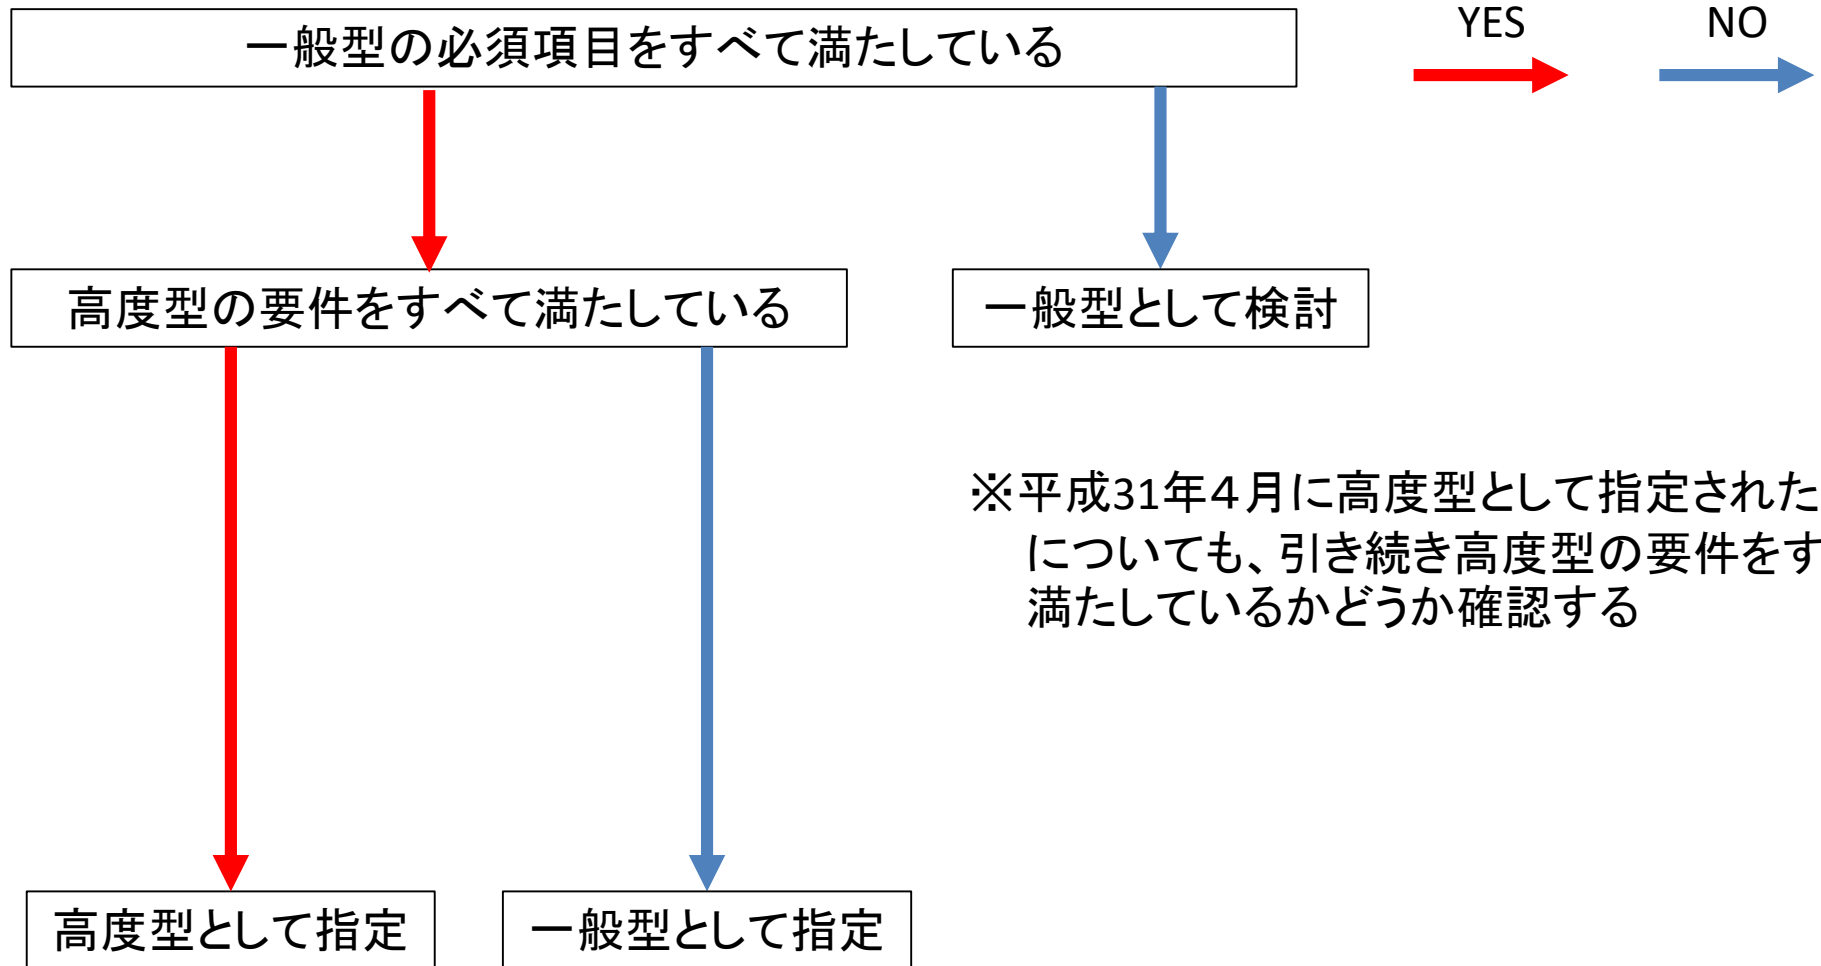 一般型の必須項目をすべて満たしている
YES
NO
高度型の要件をすべて満たしている
一般型として検討
※平成31年４月に高度型として指定された
についても、引き続き高度型の要件をす
満たしているかどうか確認する
高度型として指定
一般型として指定